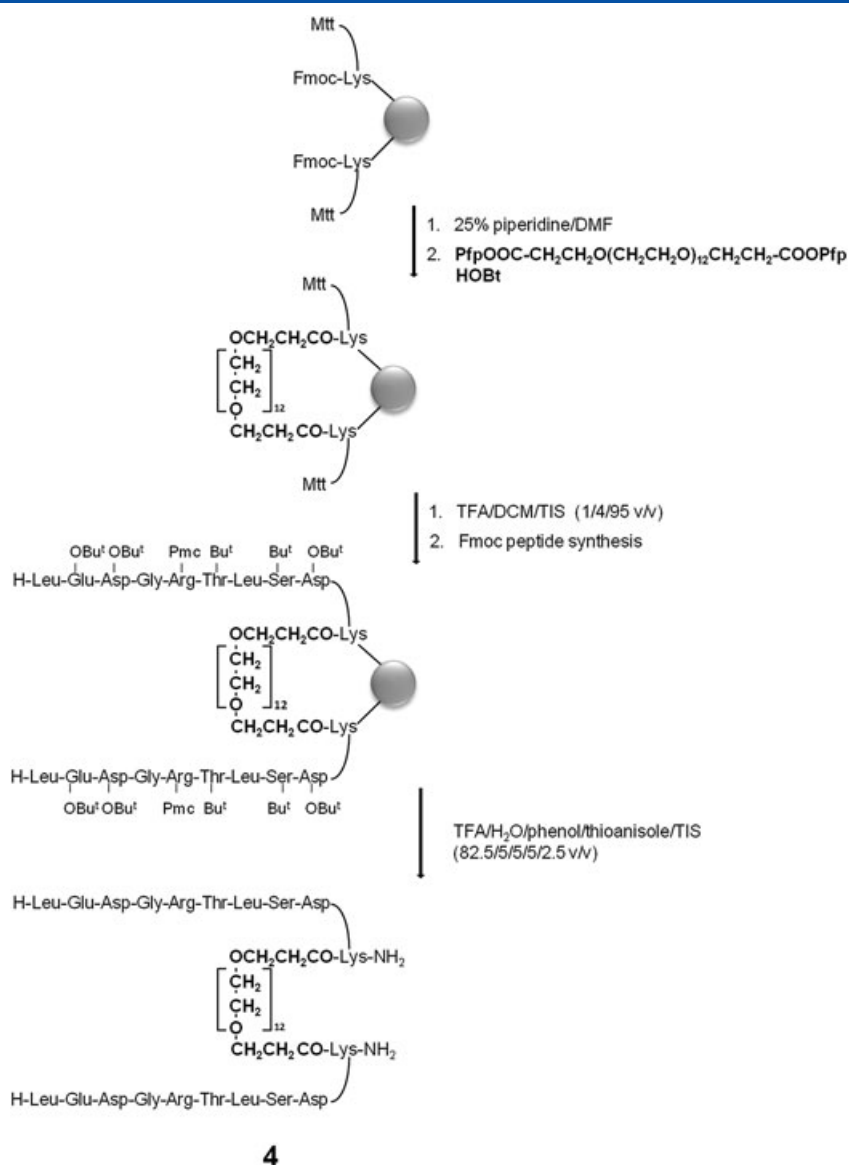 Mtt
Fmoc-Lys
Fmoc-Lys
Mtt
1. 25% piperidine/DMF
2. PfpOOC-CH₂CH₂O(CH₂CH₂O)₁₂CH₂CH₂-COOPfp
HOBt
Mtt
OCH₂CH₂CO-Lys
CH₂
CH₂
O
12
CH₂CH₂CO-Lys
Mtt
1. TFA/DCM/TIS (1/4/95 v/v)
2. Fmoc peptide synthesis
OBuᵗ OBuᵗ Pmc Buᵗ Buᵗ OBuᵗ
H-Leu-Glu-Asp-Gly-Arg-Thr-Leu-Ser-Asp
OCH₂CH₂CO-Lys
CH₂
CH₂
O
12
CH₂CH₂CO-Lys
H-Leu-Glu-Asp-Gly-Arg-Thr-Leu-Ser-Asp
OBuᵗ OBuᵗ Pmc Buᵗ Buᵗ OBuᵗ
TFA/H₂O/phenol/thioanisole/TIS
(82.5/5/5/5/2.5 v/v)
H-Leu-Glu-Asp-Gly-Arg-Thr-Leu-Ser-Asp
OCH₂CH₂CO-Lys-NH₂
CH₂
CH₂
O
12
CH₂CH₂CO-Lys-NH₂
H-Leu-Glu-Asp-Gly-Arg-Thr-Leu-Ser-Asp
4